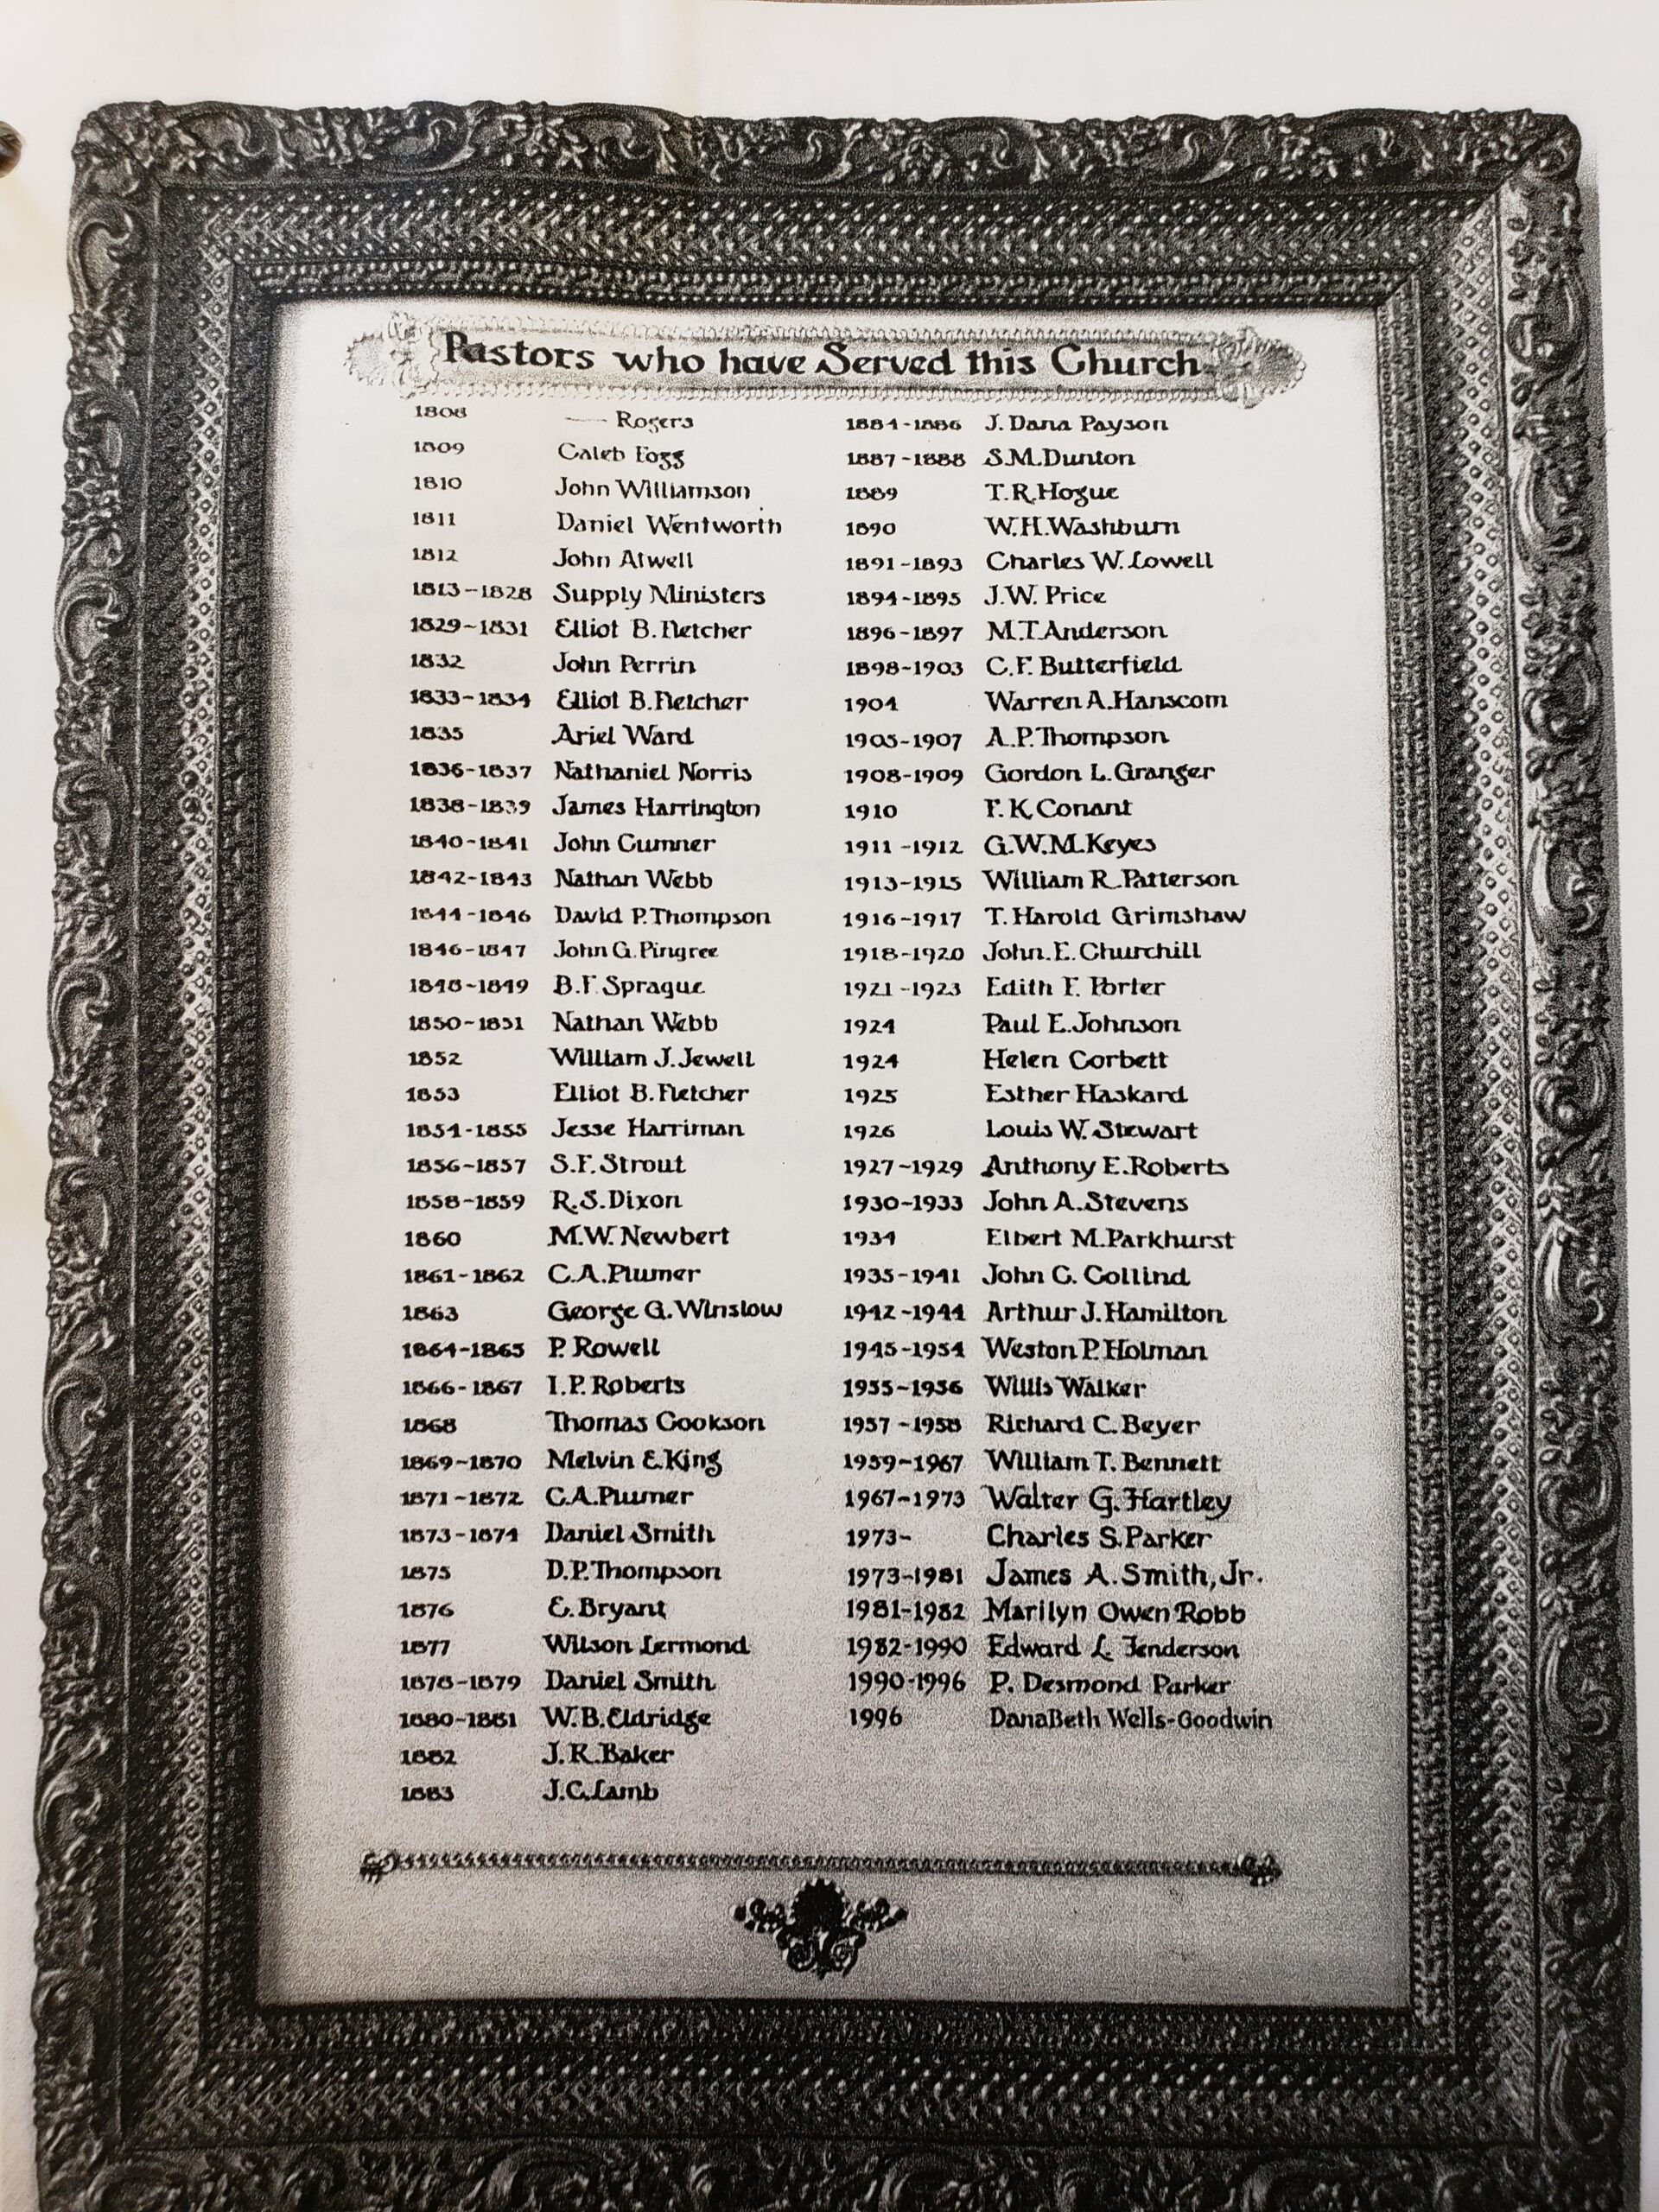 Pastors who have Served this Church
1808 — Rogers
1809 Caleb Fogg
1810 John Williamson
1811 Daniel Wentworth
1812 John Atwell
1813-1828 Supply Ministers
1829-1831 Elliot B. Fletcher
1832 John Perrin
1833-1834 Elliot B. Fletcher
1835 Ariel Ward
1836-1837 Nathaniel Norris
1838-1839 James Harrington
1840-1841 John Cumner
1842-1843 Nathan Webb
1844-1846 David P. Thompson
1846-1847 John G. Pingree
1848-1849 B.F. Sprague
1850-1851 Nathan Webb
1852 William J. Jewell
1853 Elliot B. Fletcher
1854-1855 Jesse Harriman
1856-1857 S.F. Strout
1858-1859 R.S. Dixon
1860 M.W. Newbert
1861-1862 C.A. Plumer
1863 George G. Winslow
1864-1865 P. Rowell
1866-1867 I.P. Roberts
1868 Thomas Cookson
1869-1870 Melvin E. King
1871-1872 C.A. Plumer
1873-1874 Daniel Smith
1875 D.P. Thompson
1876 E. Bryant
1877 Wilson Lermond
1878-1879 Daniel Smith
1880-1881 W.B. Eldridge
1882 J.R. Baker
1883 J.C. Lamb
1884-1886 J. Dana Payson
1887-1888 S.M. Dunton
1889 T.R. Hogue
1890 W.H. Washburn
1891-1893 Charles W. Lowell
1894-1895 J.W. Price
1896-1897 M.T. Anderson
1898-1903 C.F. Butterfield
1904 Warren A. Hanscom
1905-1907 A.P. Thompson
1908-1909 Gordon L. Granger
1910 F.K. Conant
1911-1912 G.W.M. Keyes
1913-1915 William R. Patterson
1916-1917 T. Harold Grimshaw
1918-1920 John. E. Churchill
1921-1923 Edith F. Porter
1924 Paul E. Johnson
1924 Helen Corbett
1925 Esther Haskard
1926 Louis W. Stewart
1927-1929 Anthony E. Roberts
1930-1933 John A. Stevens
1934 Elbert M. Parkhurst
1935-1941 John C. Collind
1942-1944 Arthur J. Hamilton
1945-1954 Weston P. Holman
1955-1956 Willis Walker
1957-1958 Richard C. Beyer
1959-1967 William T. Bennett
1967-1973 Walter G. Hartley
1973- Charles S. Parker
1973-1981 James A. Smith, Jr.
1981-1982 Marilyn Owen Robb
1982-1990 Edward L. Jenderson
1990-1996 P. Desmond Parker
1996 DanaBeth Wells-Goodwin